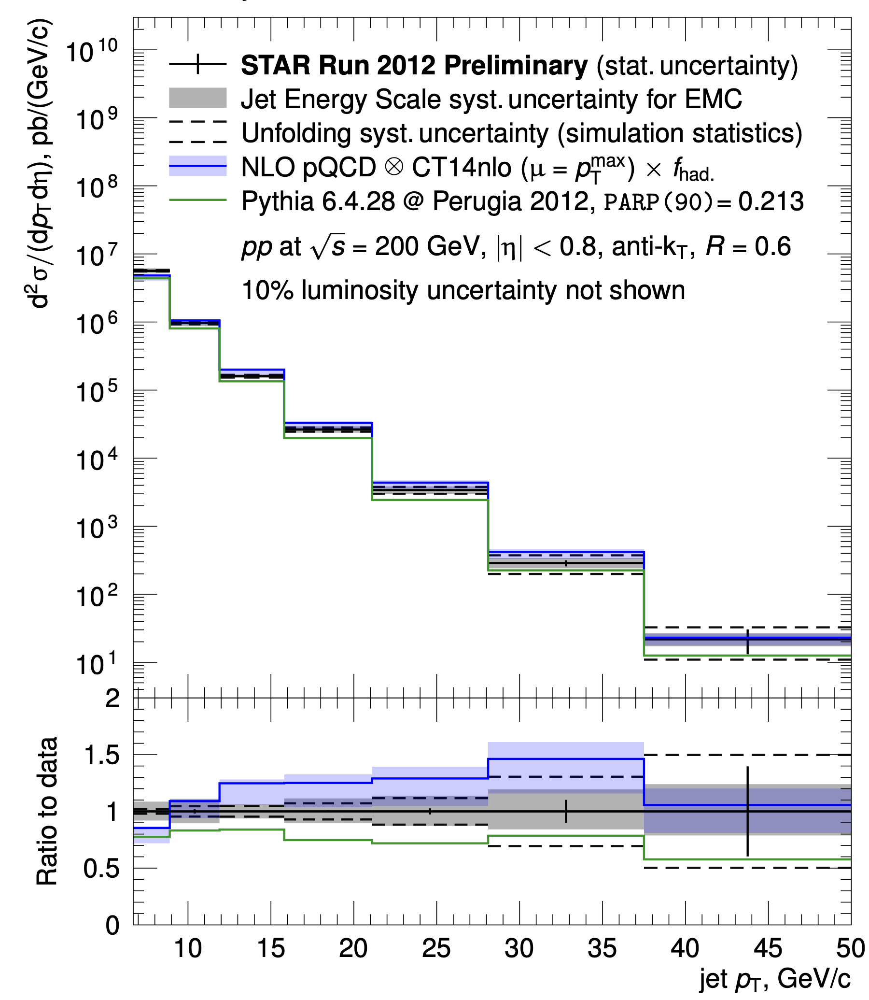 d²σ/(dp_T dη), pb/(GeV/c)
10^10
10^9
10^8
10^7
10^6
10^5
10^4
10^3
10^2
10^1
STAR Run 2012 Preliminary (stat. uncertainty)
Jet Energy Scale syst. uncertainty for EMC
Unfolding syst. uncertainty (simulation statistics)
NLO pQCD ⊗ CT14nlo (μ = p_T^max) × f_had.
Pythia 6.4.28 @ Perugia 2012, PARP(90)= 0.213
pp at √s = 200 GeV, |η| < 0.8, anti-k_T, R = 0.6
10% luminosity uncertainty not shown
Ratio to data
2
1.5
1
0.5
0
10 15 20 25 30 35 40 45 50
jet p_T, GeV/c